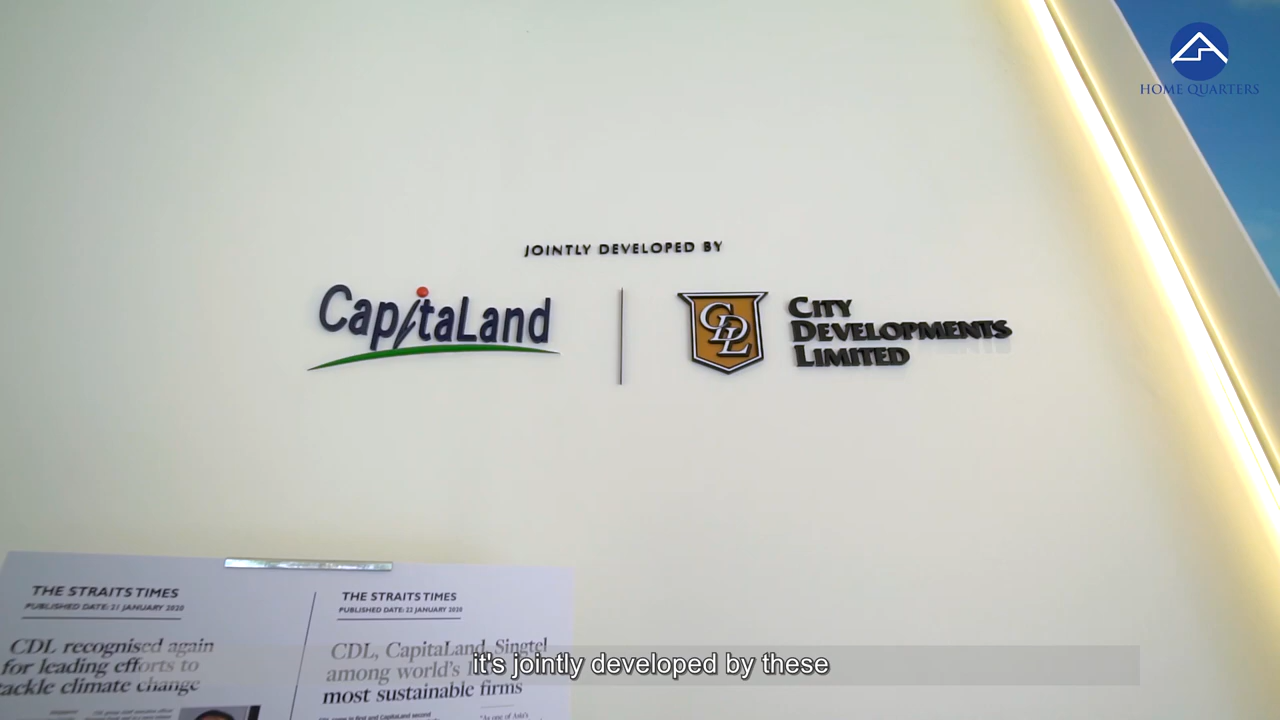 HOME QUARTERS
JOINTLY DEVELOPED BY
CapitaLand
CDL
CITY
DEVELOPMENTS
LIMITED
THE STRAITS TIMES
PUBLISHED DATE: 21 JANUARY 2020
CDL recognised again
for leading efforts to
tackle climate change
THE STRAITS TIMES
PUBLISHED DATE: 22 JANUARY 2020
CDL, CapitaLand, Singtel
among world's
most sustainable firms
it's jointly developed by these